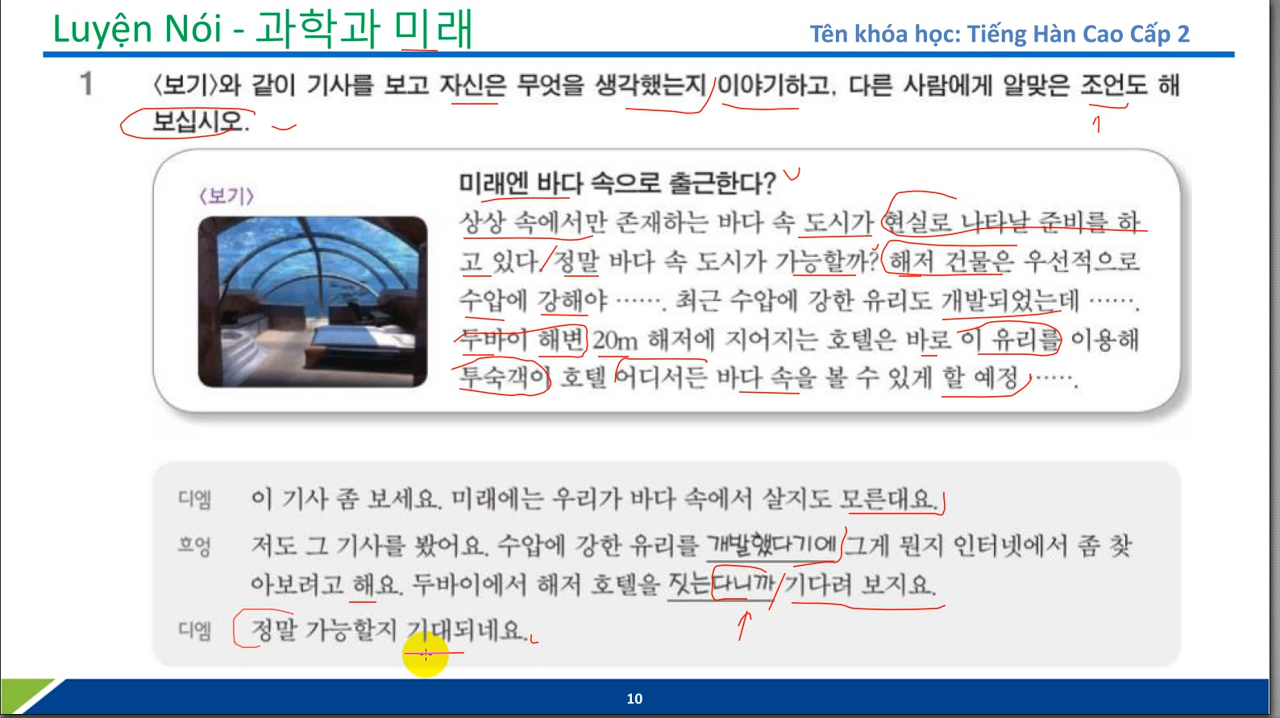 Luyện Nói - 과학과 미래
Tên khóa học: Tiếng Hàn Cao Cấp 2
1 〈보기〉와 같이 기사를 보고 자신은 무엇을 생각했는지 이야기하고, 다른 사람에게 알맞은 조언도 해
보십시오.
〈보기〉
미래엔 바다 속으로 출근한다?
상상 속에서만 존재하는 바다 속 도시가 현실로 나타날 준비를 하
고 있다. 정말 바다 속 도시가 가능할까? 해저 건물은 우선적으로
수압에 강해야 ……. 최근 수압에 강한 유리도 개발되었는데 …….
두바이 해변 20m 해저에 지어지는 호텔은 바로 이 유리를 이용해
투숙객이 호텔 어디서든 바다 속을 볼 수 있게 할 예정 …….
디엠 이 기사 좀 보세요. 미래에는 우리가 바다 속에서 살지도 모른대요.
흐엉 저도 그 기사를 봤어요. 수압에 강한 유리를 개발했다기에 그게 뭔지 인터넷에서 좀 찾
아보려고 해요. 두바이에서 해저 호텔을 짓는다니까 기다려 보지요.
디엠 정말 가능할지 기대되네요.
10